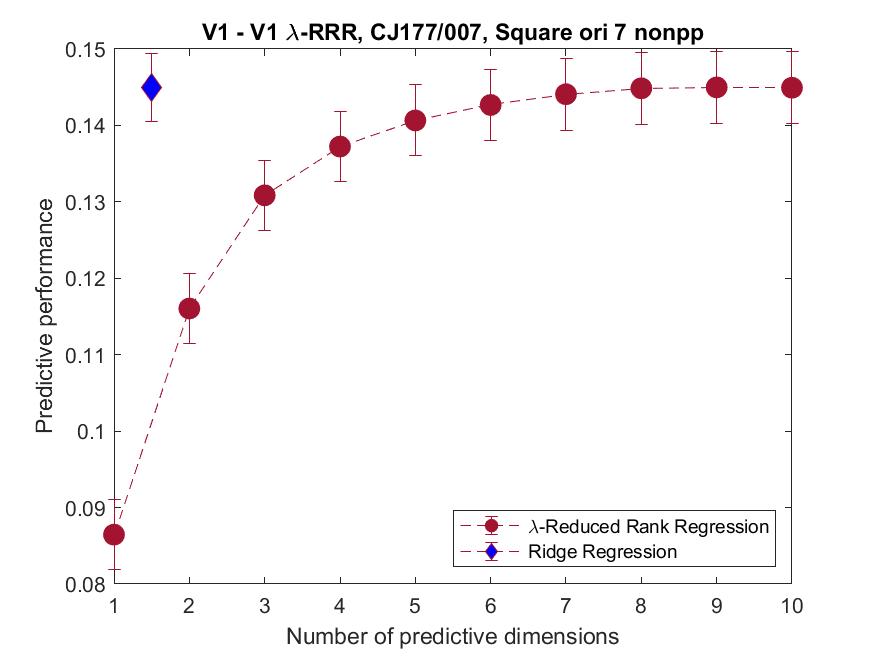 V1 - V1 λ-RRR, CJ177/007, Square ori 7 nonpp
0.15
0.14
0.13
0.12
0.11
0.1
0.09
0.08
Predictive performance
1 2 3 4 5 6 7 8 9 10
Number of predictive dimensions
λ-Reduced Rank Regression
Ridge Regression